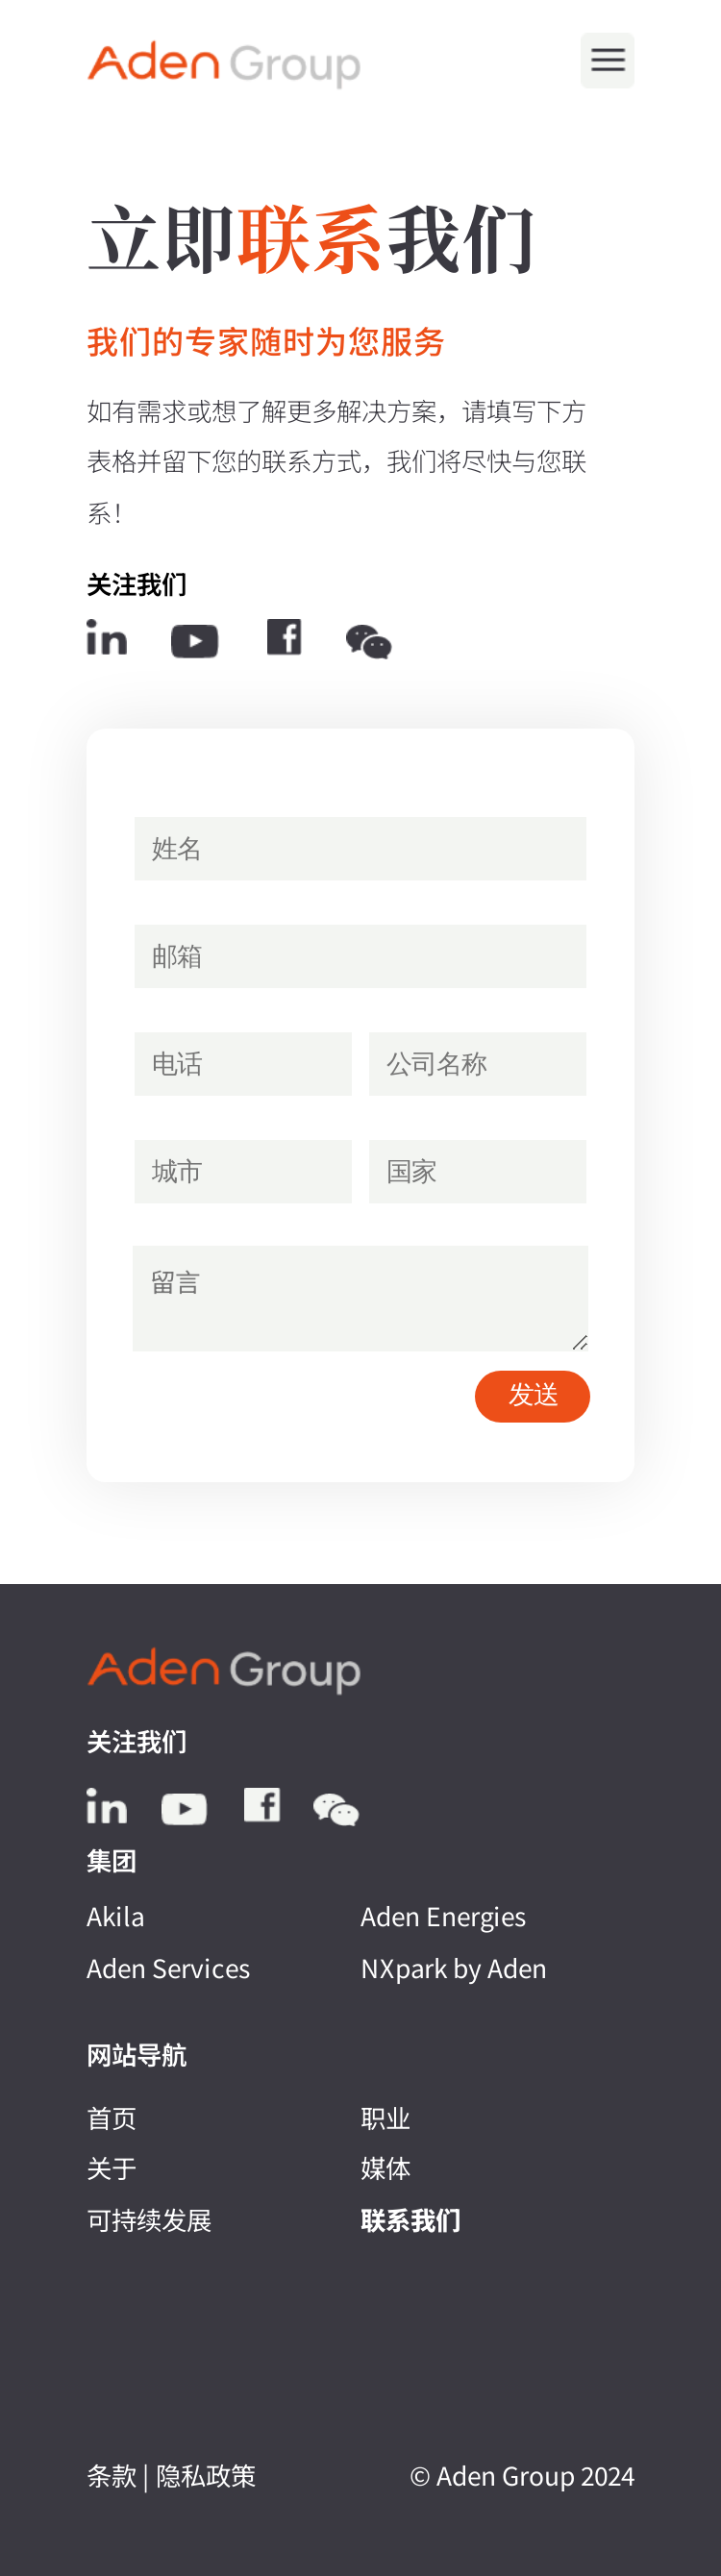 Aden Group
立即联系我们
我们的专家随时为您服务
如有需求或想了解更多解决方案，请填写下方
表格并留下您的联系方式，我们将尽快与您联
系！
关注我们
姓名
邮箱
电话 公司名称
城市 国家
留言
发送
Aden Group
关注我们
集团
Akila Aden Energies
Aden Services NXpark by Aden
网站导航
首页 职业
关于 媒体
可持续发展 联系我们
条款 | 隐私政策 © Aden Group 2024